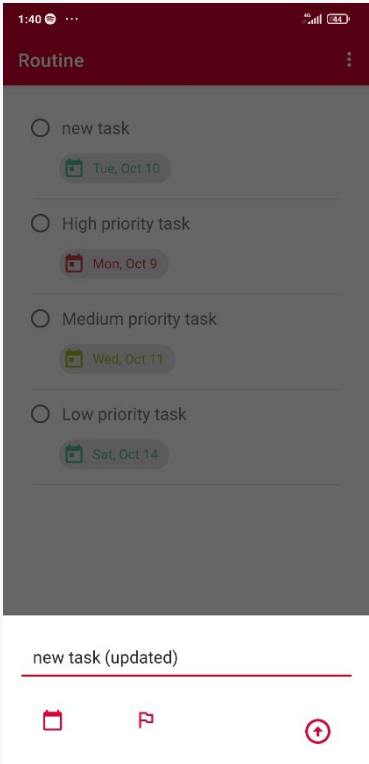 1:40
4G
44
Routine
new task
Tue, Oct 10
High priority task
Mon, Oct 9
Medium priority task
Wed, Oct 11
Low priority task
Sat, Oct 14
new task (updated)